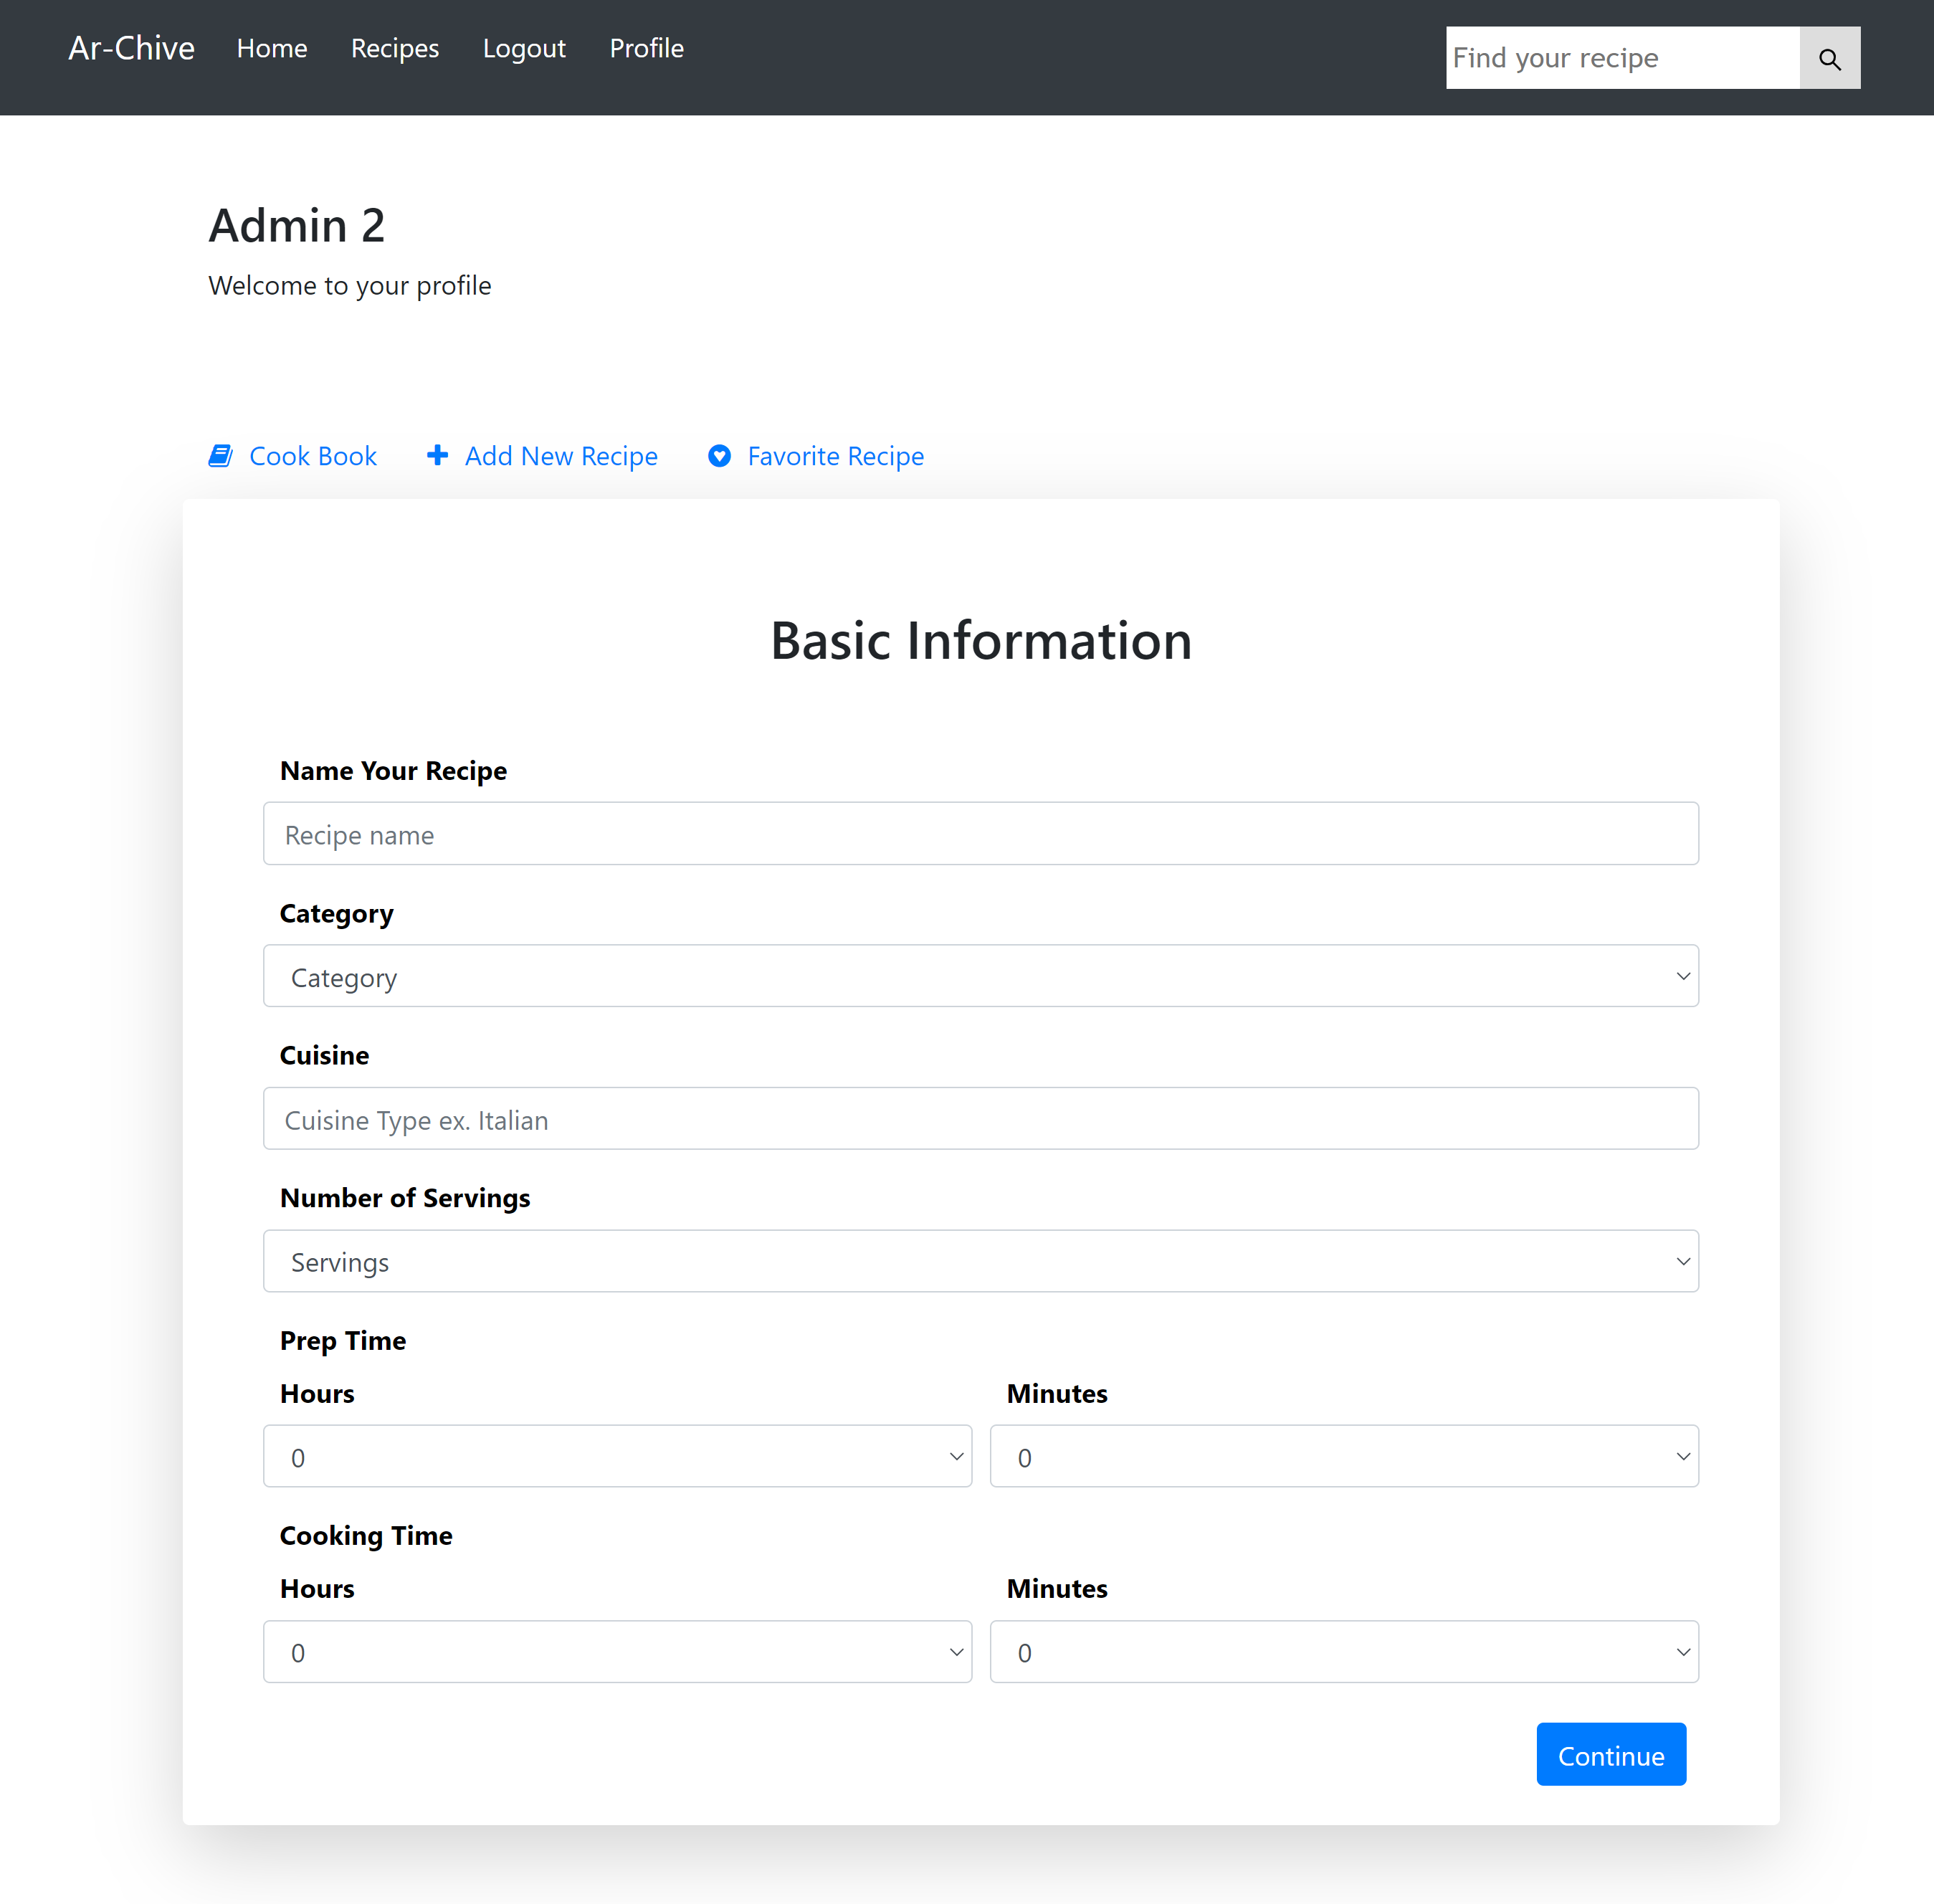 Ar-Chive Home Recipes Logout Profile Find your recipe
Admin 2
Welcome to your profile
Cook Book Add New Recipe Favorite Recipe
Basic Information
Name Your Recipe
Recipe name
Category
Category
Cuisine
Cuisine Type ex. Italian
Number of Servings
Servings
Prep Time
Hours Minutes
0 0
Cooking Time
Hours Minutes
0 0
Continue